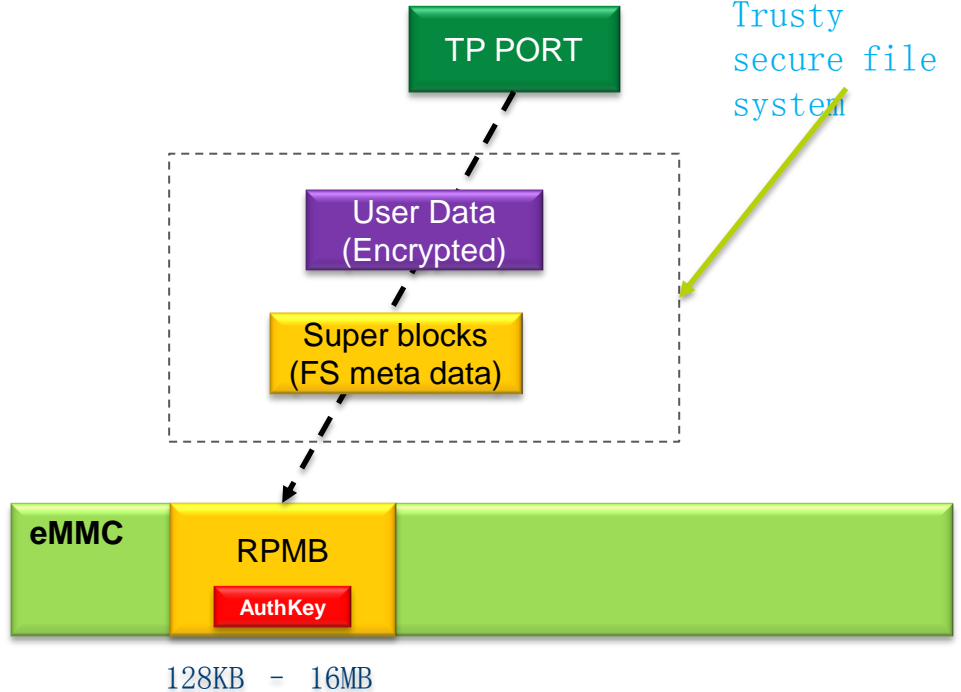 Trusty
secure file
system
TP PORT
User Data
(Encrypted)
Super blocks
(FS meta data)
eMMC
RPMB
AuthKey
128KB – 16MB